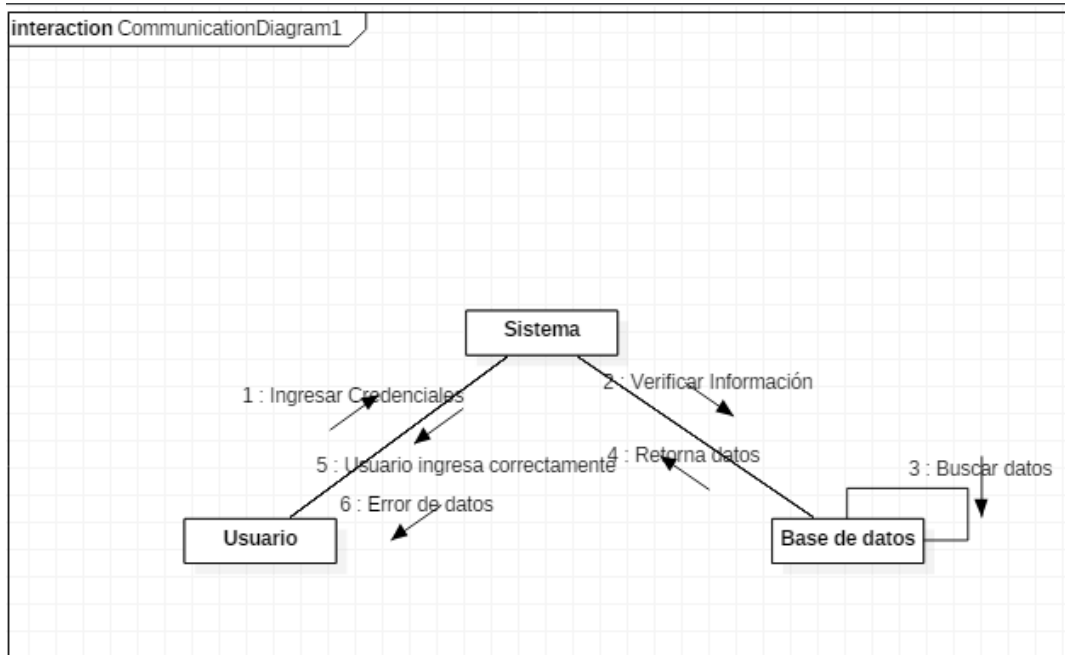 interaction CommunicationDiagram1
Sistema
1 : Ingresar Credenciales
2 : Verificar Información
5 : Usuario ingresa correctamente
4 : Retorna datos
3 : Buscar datos
6 : Error de datos
Usuario
Base de datos